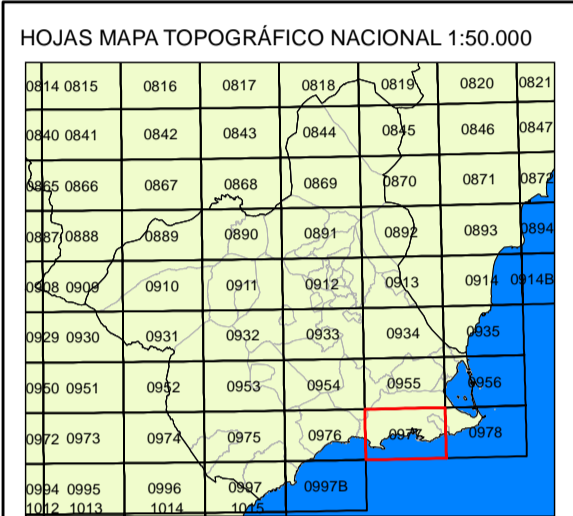 HOJAS MAPA TOPOGRÁFICO NACIONAL 1:50.000
0814 0815 0816 0817 0818 0819 0820 0821
0840 0841 0842 0843 0844 0845 0846 0847
0865 0866 0867 0868 0869 0870 0871 0872
0887 0888 0889 0890 0891 0892 0893 0894
0908 0909 0910 0911 0912 0913 0914 0914B
0929 0930 0931 0932 0933 0934 0935
0950 0951 0952 0953 0954 0955 0956
0972 0973 0974 0975 0976 0977 0978
0994 0995 0996 0997 0997B
1012 1013 1014 1015